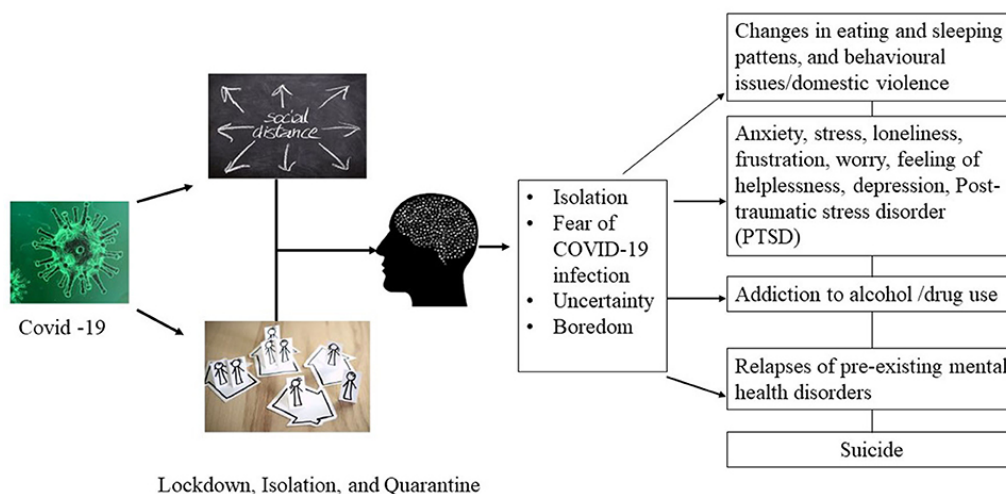 social
distance
Covid -19
Lockdown, Isolation, and Quarantine
• Isolation
• Fear of
COVID-19
infection
• Uncertainty
• Boredom
Changes in eating and sleeping
pattens, and behavioural
issues/domestic violence
Anxiety, stress, loneliness,
frustration, worry, feeling of
helplessness, depression, Post-
traumatic stress disorder
(PTSD)
Addiction to alcohol /drug use
Relapses of pre-existing mental
health disorders
Suicide